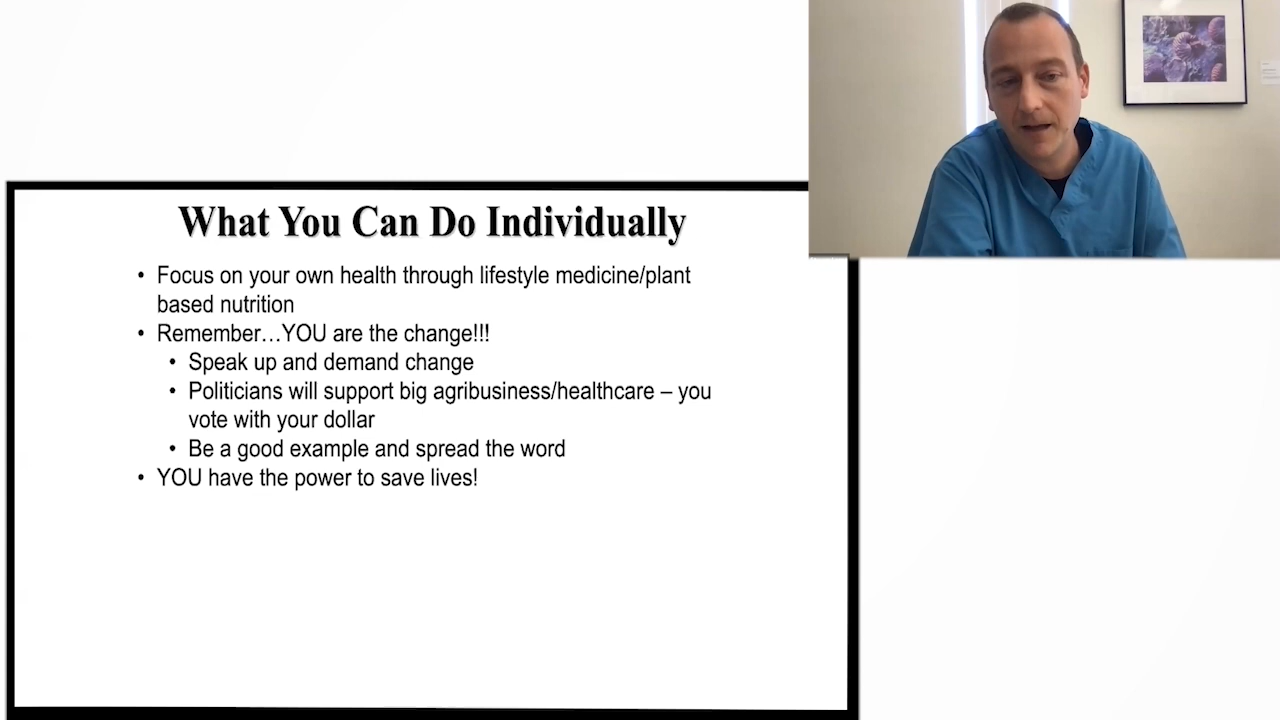 What You Can Do Individually
• Focus on your own health through lifestyle medicine/plant
based nutrition
• Remember…YOU are the change!!!
• Speak up and demand change
• Politicians will support big agribusiness/healthcare – you
vote with your dollar
• Be a good example and spread the word
• YOU have the power to save lives!